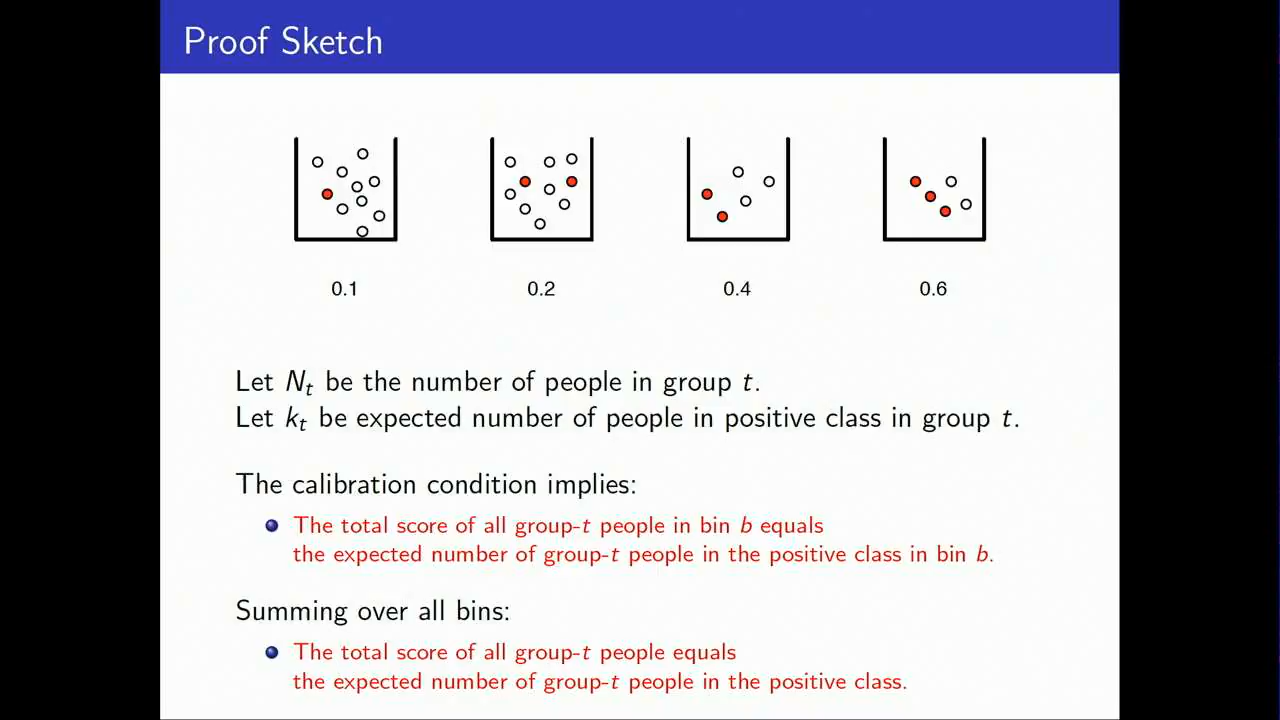 Proof Sketch
0.1 0.2 0.4 0.6
Let Nt be the number of people in group t.
Let kt be expected number of people in positive class in group t.
The calibration condition implies:
The total score of all group-t people in bin b equals
the expected number of group-t people in the positive class in bin b.
Summing over all bins:
The total score of all group-t people equals
the expected number of group-t people in the positive class.